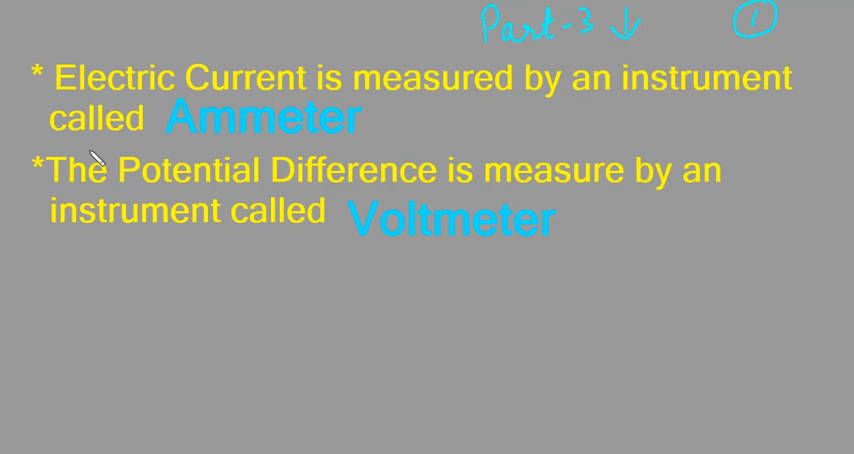 Part-3 ↓ 1
* Electric Current is measured by an instrument
called Ammeter
*The Potential Difference is measure by an
instrument called Voltmeter